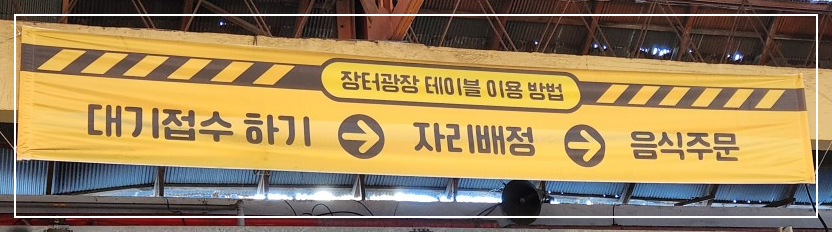 장터광장 테이블 이용 방법
대기접수 하기 → 자리배정 → 음식주문